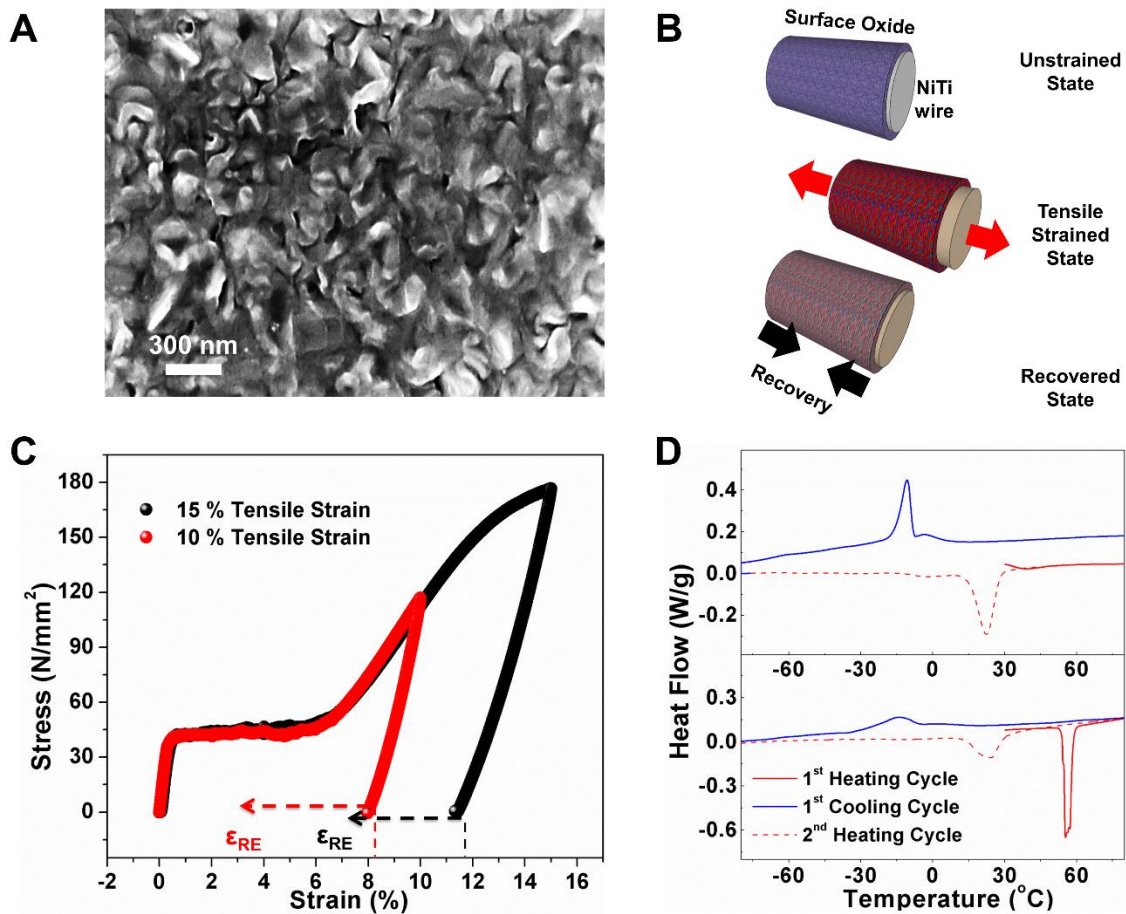 A
300 nm
B
Surface Oxide
NiTi
wire
Unstrained
State
Tensile
Strained
State
Recovery
Recovered
State
C
Stress (N/mm²)
180
150
120
90
60
30
0
15 % Tensile Strain
10 % Tensile Strain
εRE
εRE
-2 0 2 4 6 8 10 12 14 16
Strain (%)
D
Heat Flow (W/g)
0.4
0.2
0.0
-0.2
-60 -30 0 30 60
0.3
0.0
-0.3
-0.6
1st Heating Cycle
1st Cooling Cycle
2nd Heating Cycle
-60 -30 0 30 60
Temperature (°C)